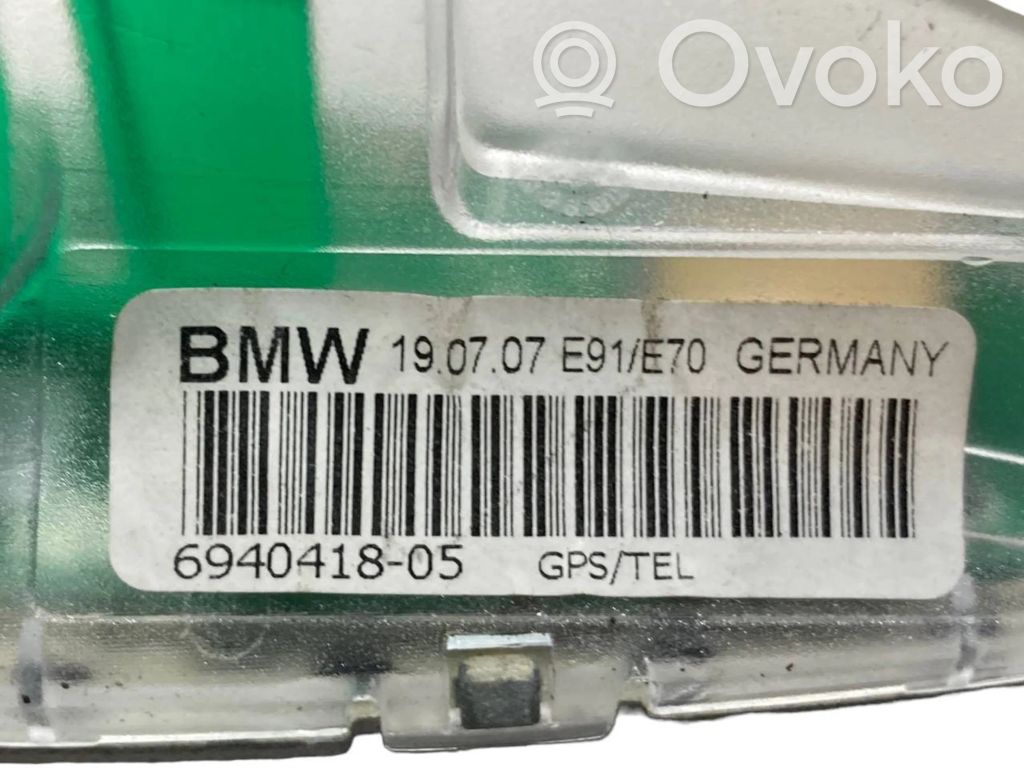 Ovoko
BMW 19.07.07 E91/E70 GERMANY
6940418-05 GPS/TEL